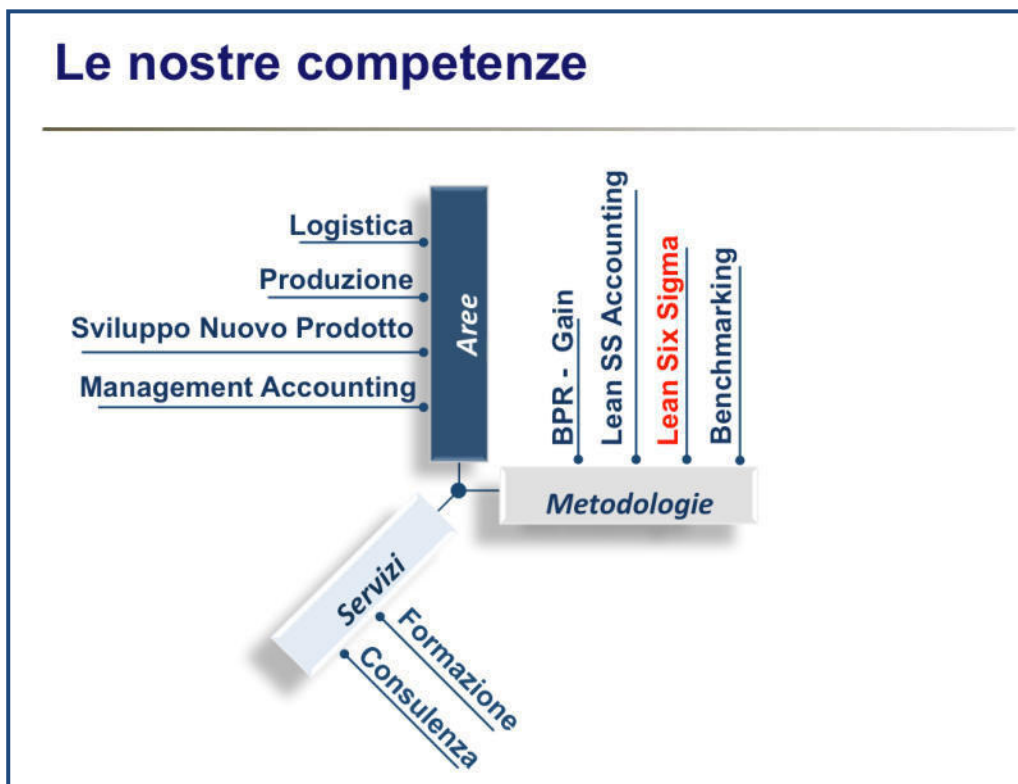 Le nostre competenze
Logistica
Produzione
Sviluppo Nuovo Prodotto
Management Accounting
Aree
BPR - Gain
Lean SS Accounting
Lean Six Sigma
Benchmarking
Metodologie
Servizi
Formazione
Consulenza